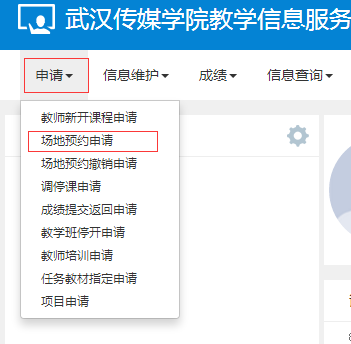 武汉传媒学院教学信息服务
申请 信息维护 成绩 信息查询
教师新开课程申请
场地预约申请
场地预约撤销申请
调停课申请
成绩提交返回申请
教学班停开申请
教师培训申请
任务教材指定申请
项目申请